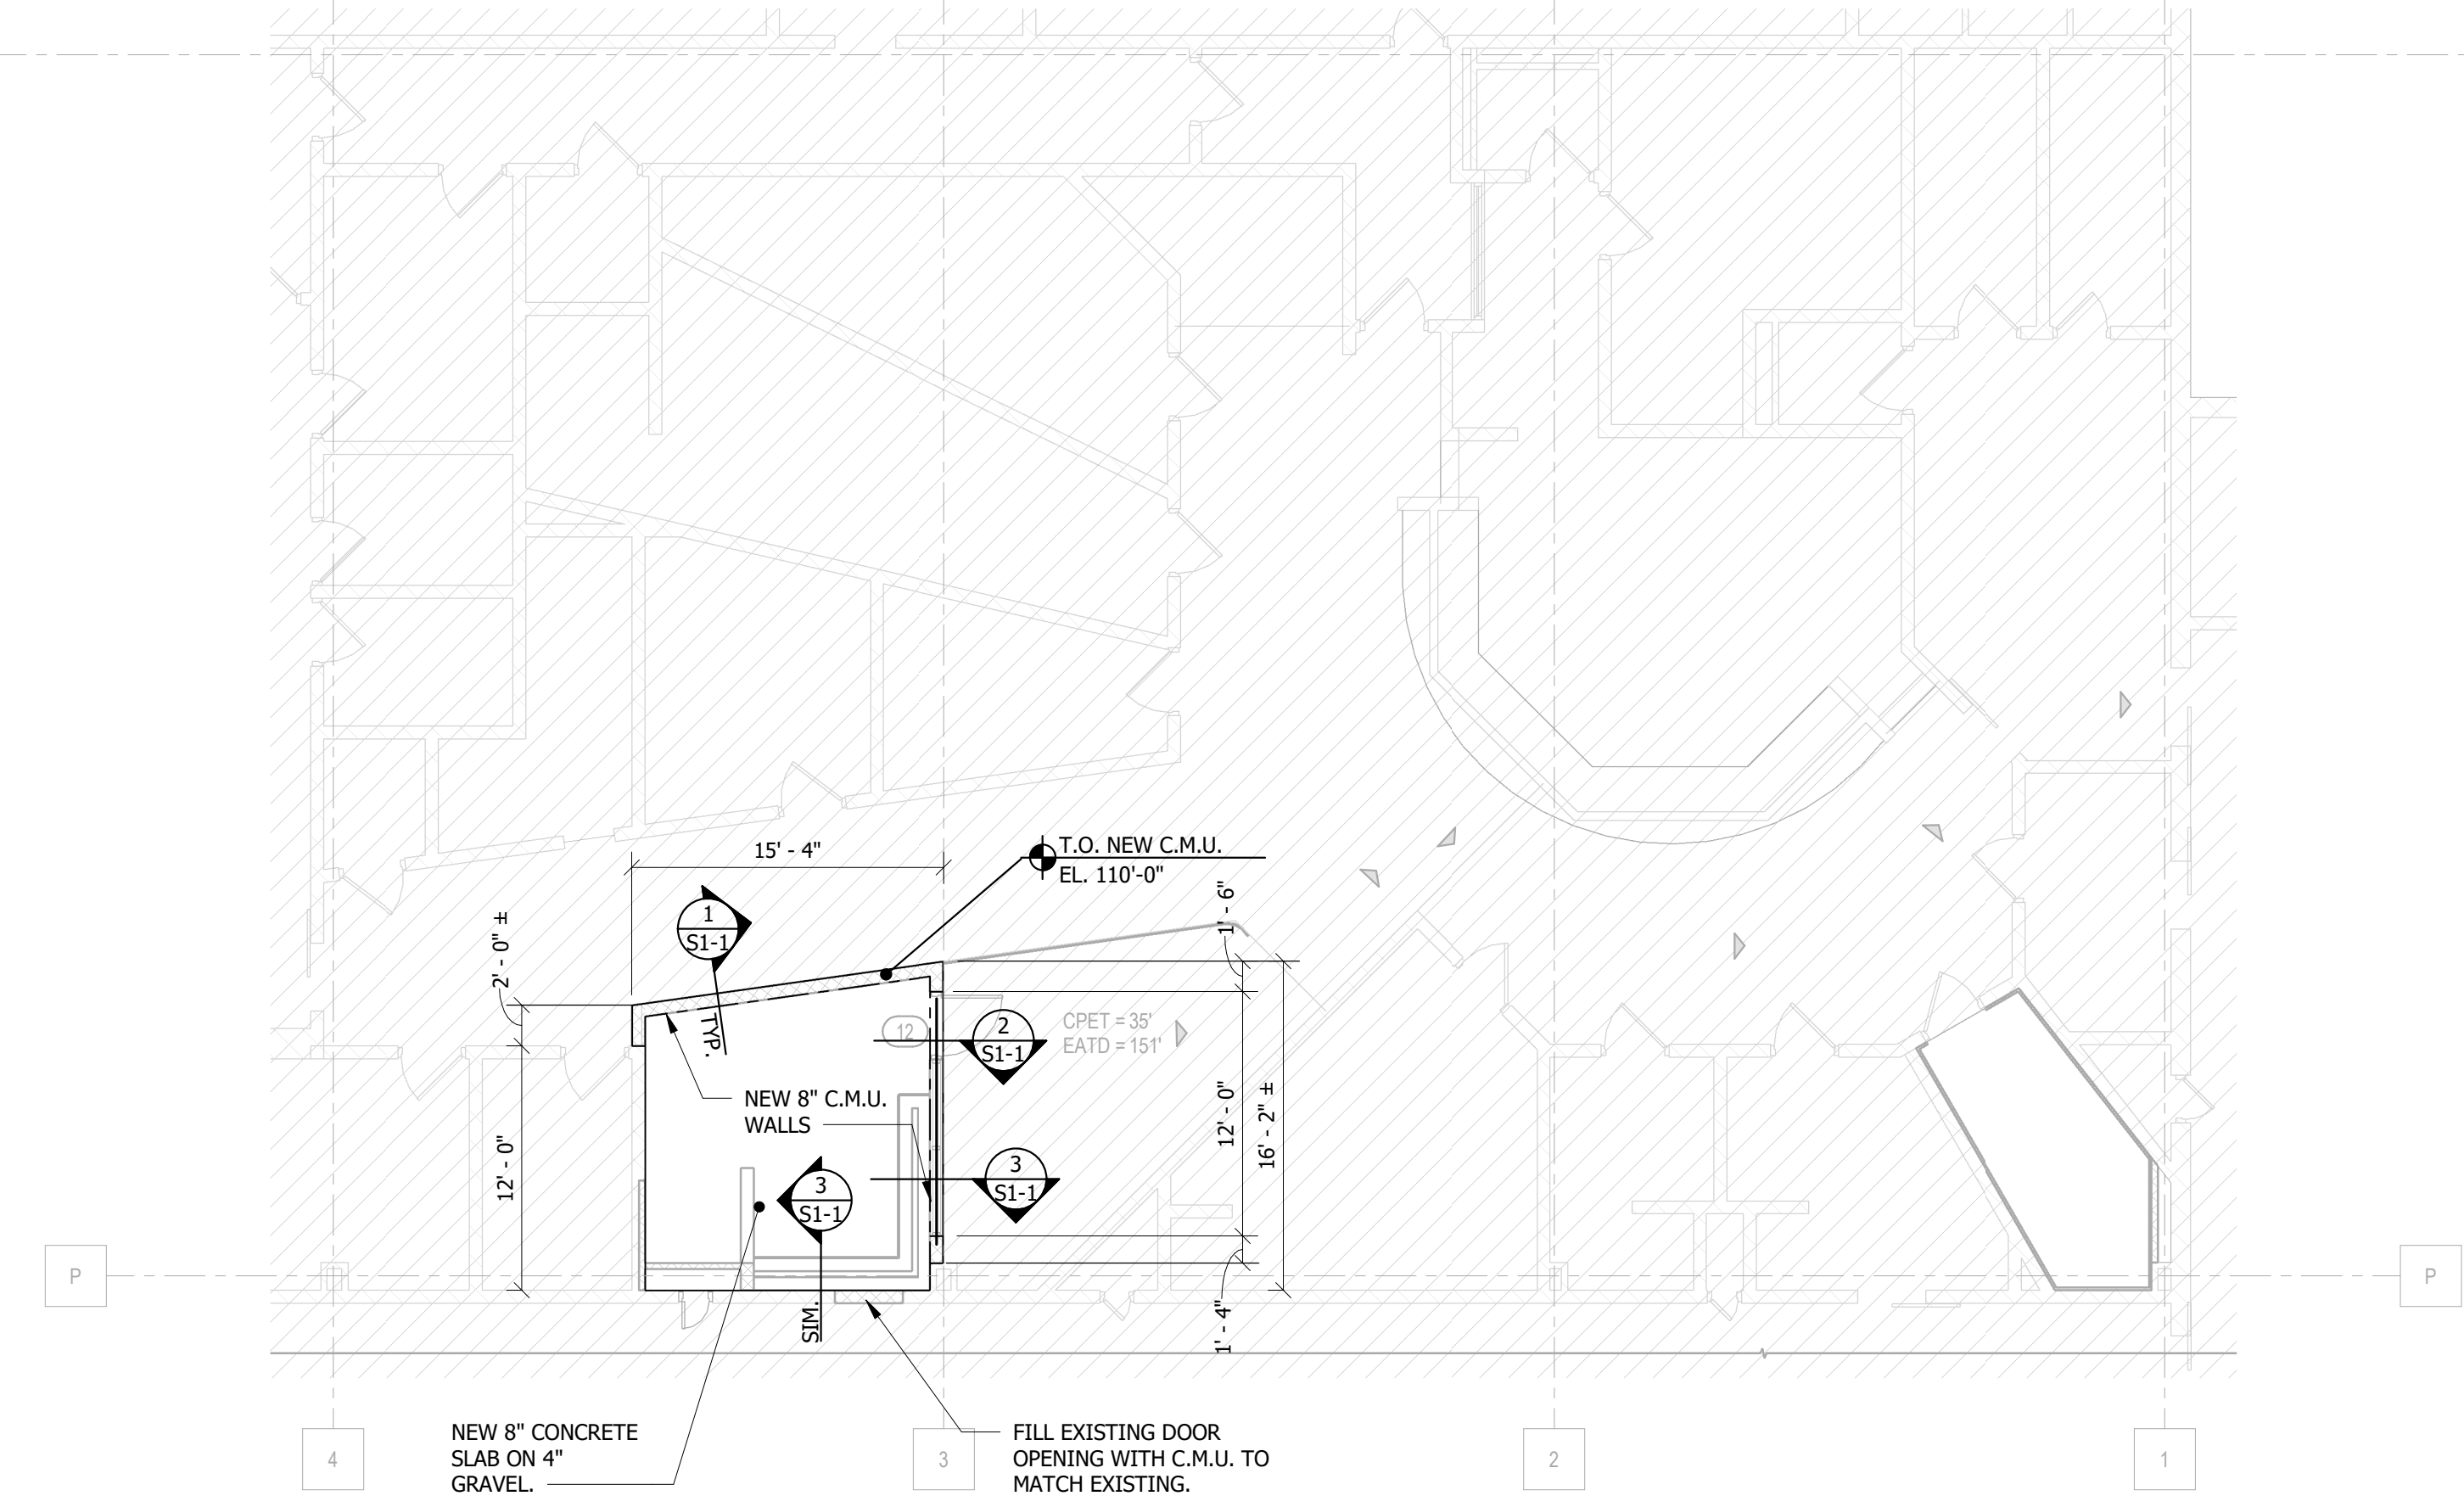 15' - 4"
T.O. NEW C.M.U.
EL. 110'-0"
1
S1-1
TYP.
2' - 0" ±
1' - 6"
12
CPET = 35'
EATD = 151'
2
S1-1
NEW 8" C.M.U.
WALLS
12' - 0"
12' - 0"
16' - 2" ±
3
S1-1
3
S1-1
SIM.
1' - 4"
P
P
NEW 8" CONCRETE
SLAB ON 4"
GRAVEL.
FILL EXISTING DOOR
OPENING WITH C.M.U. TO
MATCH EXISTING.
4
3
2
1